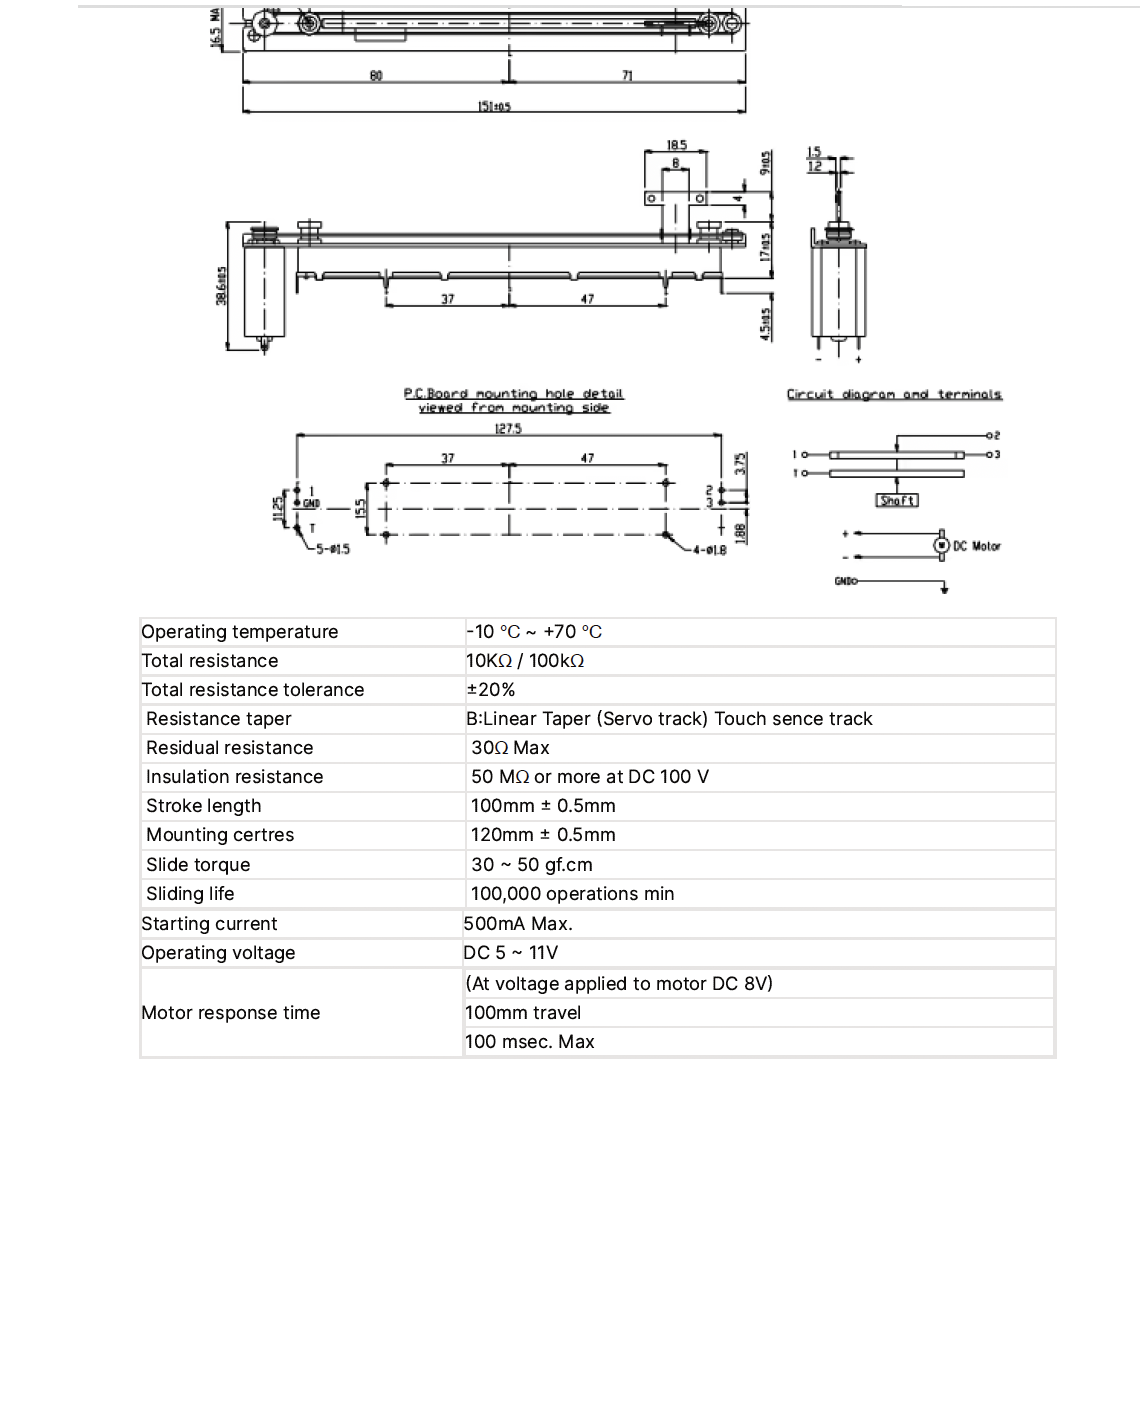 16.5 MA
80
71
151±0.5
18.5
8
9±0.5
4
1.5
1.2
38.6±0.5
17±0.5
37
47
4.5±0.5
-
+
P.C.Board mounting hole detail
viewed from mounting side
Circuit diagram and terminals
127.5
37
47
3.75
2
1
3
1
2
T
11.25
GND
15.5
3
Shaft
T
1.88
5-ø1.5
4-ø1.8
+
M
DC Motor
-
GND
Operating temperature
-10 ℃ ~ +70 ℃
Total resistance
10KΩ / 100kΩ
Total resistance tolerance
±20%
Resistance taper
B:Linear Taper (Servo track) Touch sence track
Residual resistance
30Ω Max
Insulation resistance
50 MΩ or more at DC 100 V
Stroke length
100mm ± 0.5mm
Mounting certres
120mm ± 0.5mm
Slide torque
30 ~ 50 gf.cm
Sliding life
100,000 operations min
Starting current
500mA Max.
Operating voltage
DC 5 ~ 11V
(At voltage applied to motor DC 8V)
Motor response time
100mm travel
100 msec. Max